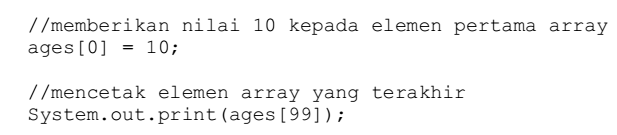 //memberikan nilai 10 kepada elemen pertama array
ages[0] = 10;
//mencetak elemen array yang terakhir
System.out.print(ages[99]);